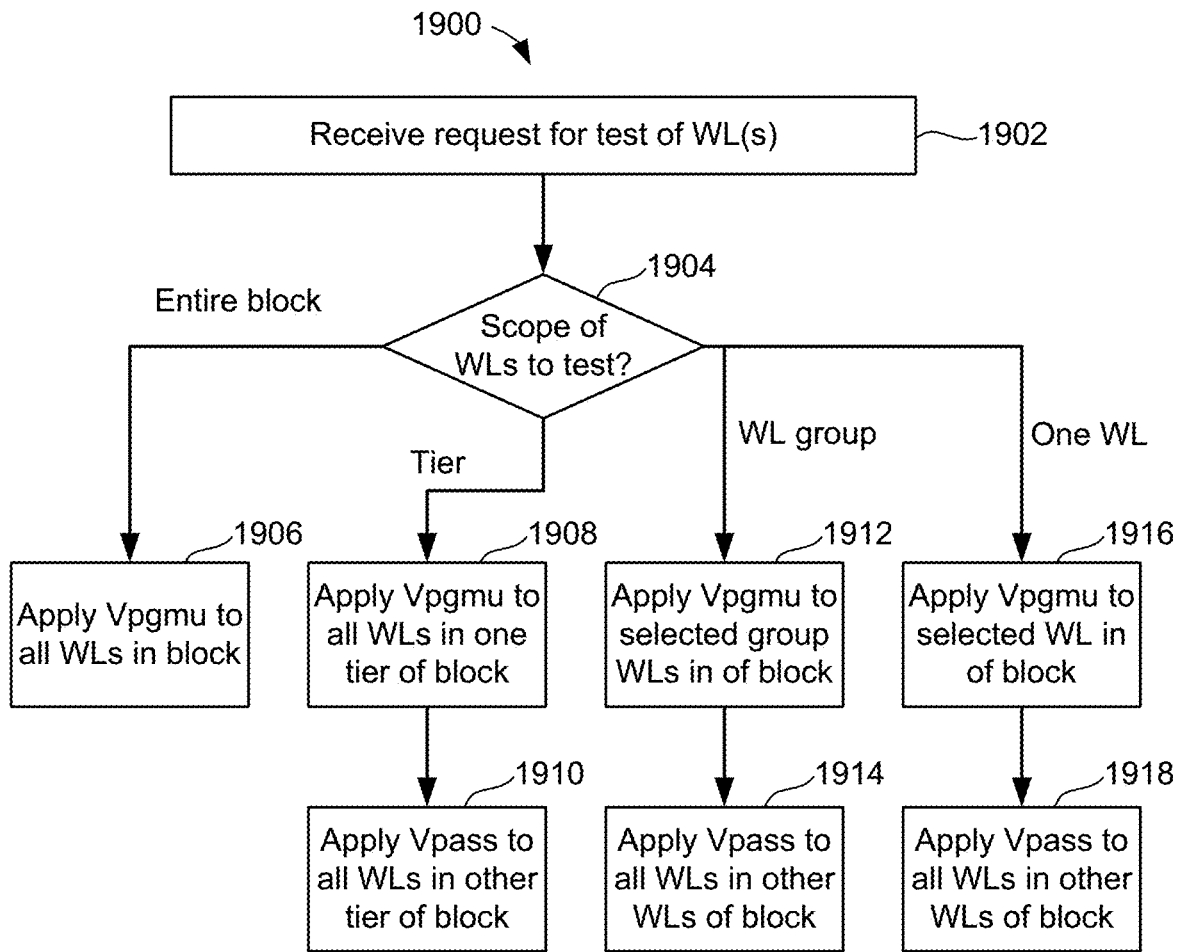 1900
Receive request for test of WL(s)
1902
1904
Entire block
Scope of
WLs to test?
WL group
One WL
Tier
1906
1908
1912
1916
Apply Vpgmu to
all WLs in block
Apply Vpgmu to
all WLs in one
tier of block
Apply Vpgmu to
selected group
WLs in of block
Apply Vpgmu to
selected WL in
of block
1910
1914
1918
Apply Vpass to
all WLs in other
tier of block
Apply Vpass to
all WLs in other
WLs of block
Apply Vpass to
all WLs in other
WLs of block